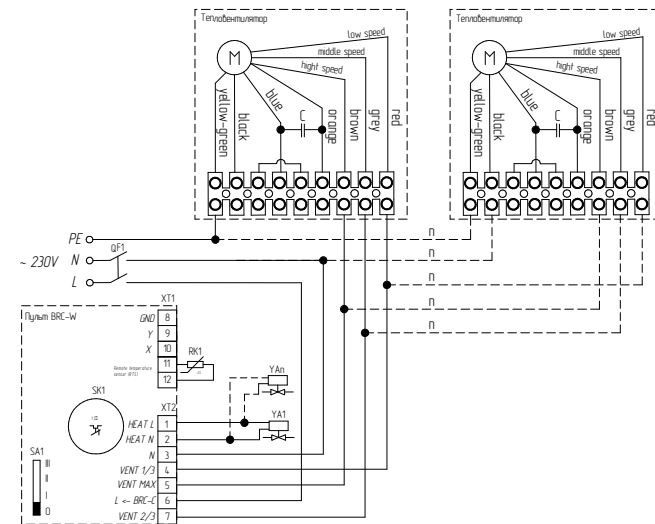 Тепловентилятор
M
low speed
middle speed
hight speed
yellow-green
black
blue
C
orange
brown
grey
red
Тепловентилятор
M
low speed
middle speed
hight speed
yellow-green
black
blue
C
orange
brown
grey
red
PE
n
~ 230V
N
QF1
n
L
n
n
Пульт BRC-W
XT1
GND 8
Y 9
X 10
11
12
Remote temperature
sensor (RTS)
RK1
SK1
YAn
YA1
XT2
HEAT L 1
HEAT N 2
N 3
VENT 1/3 4
VENT MAX 5
L <- BRC-C 6
VENT 2/3 7
SA1
III
II
I
0